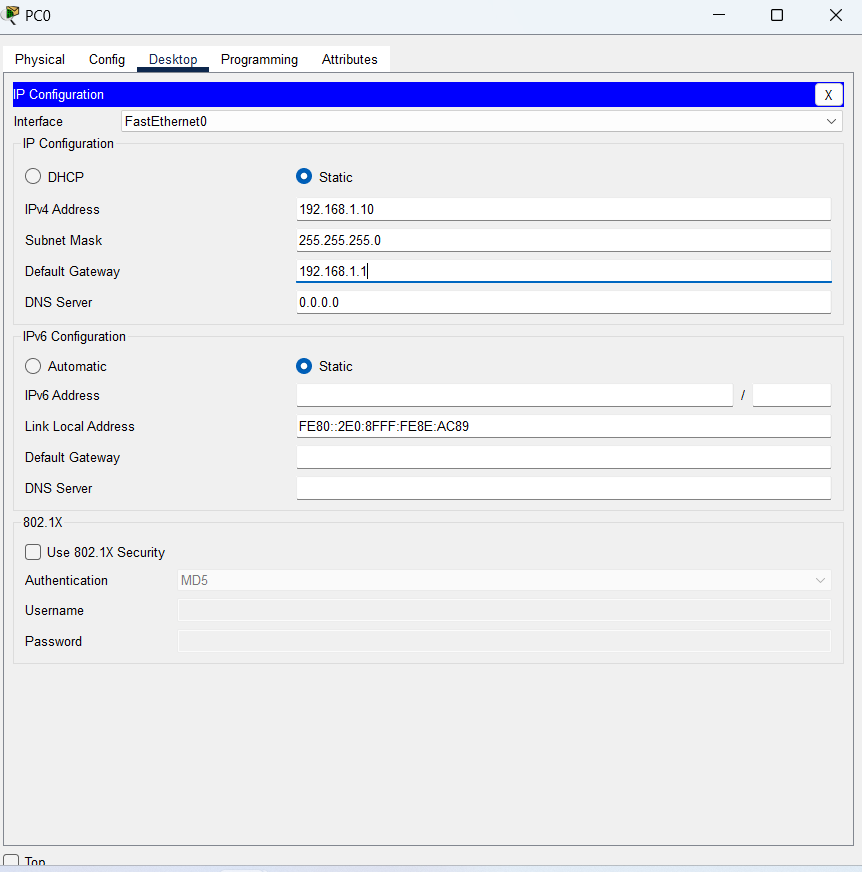 PC0
Physical Config Desktop Programming Attributes
IP Configuration X
Interface FastEthernet0
IP Configuration
DHCP Static
IPv4 Address 192.168.1.10
Subnet Mask 255.255.255.0
Default Gateway 192.168.1.1
DNS Server 0.0.0.0
IPv6 Configuration
Automatic Static
IPv6 Address /
Link Local Address FE80::2E0:8FFF:FE8E:AC89
Default Gateway
DNS Server
802.1X
Use 802.1X Security
Authentication MD5
Username
Password
Top